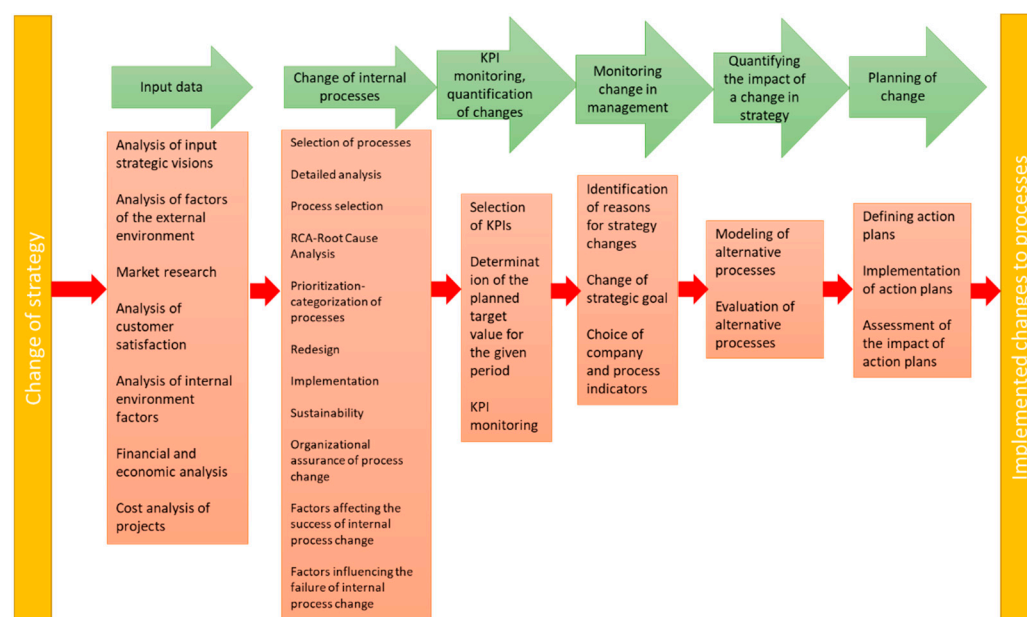 Change of strategy
Input data
Analysis of input
strategic visions
Analysis of factors
of the external
environment
Market research
Analysis of
customer
satisfaction
Analysis of internal
environment
factors
Financial and
economic analysis
Cost analysis of
projects
Change of internal
processes
Selection of processes
Detailed analysis
Process selection
RCA-Root Cause
Analysis
Prioritization-
categorization of
processes
Redesign
Implementation
Sustainability
Organizational
assurance of process
change
Factors affecting the
success of internal
process change
Factors influencing the
failure of internal
process change
KPI
monitoring,
quantification
of changes
Selection of
KPIs
Determinat
ion of the
planned
target
value for
the given
period
KPI
monitoring
Monitoring
change in
management
Identification
of reasons
for strategy
changes
Change of
strategic goal
Choice of
company
and process
indicators
Quantifying
the impact of
a change in
strategy
Modeling of
alternative
processes
Evaluation of
alternative
processes
Planning of
change
Defining action
plans
Implementation
of action plans
Assessment of
the impact of
action plans
Implemented changes to processes